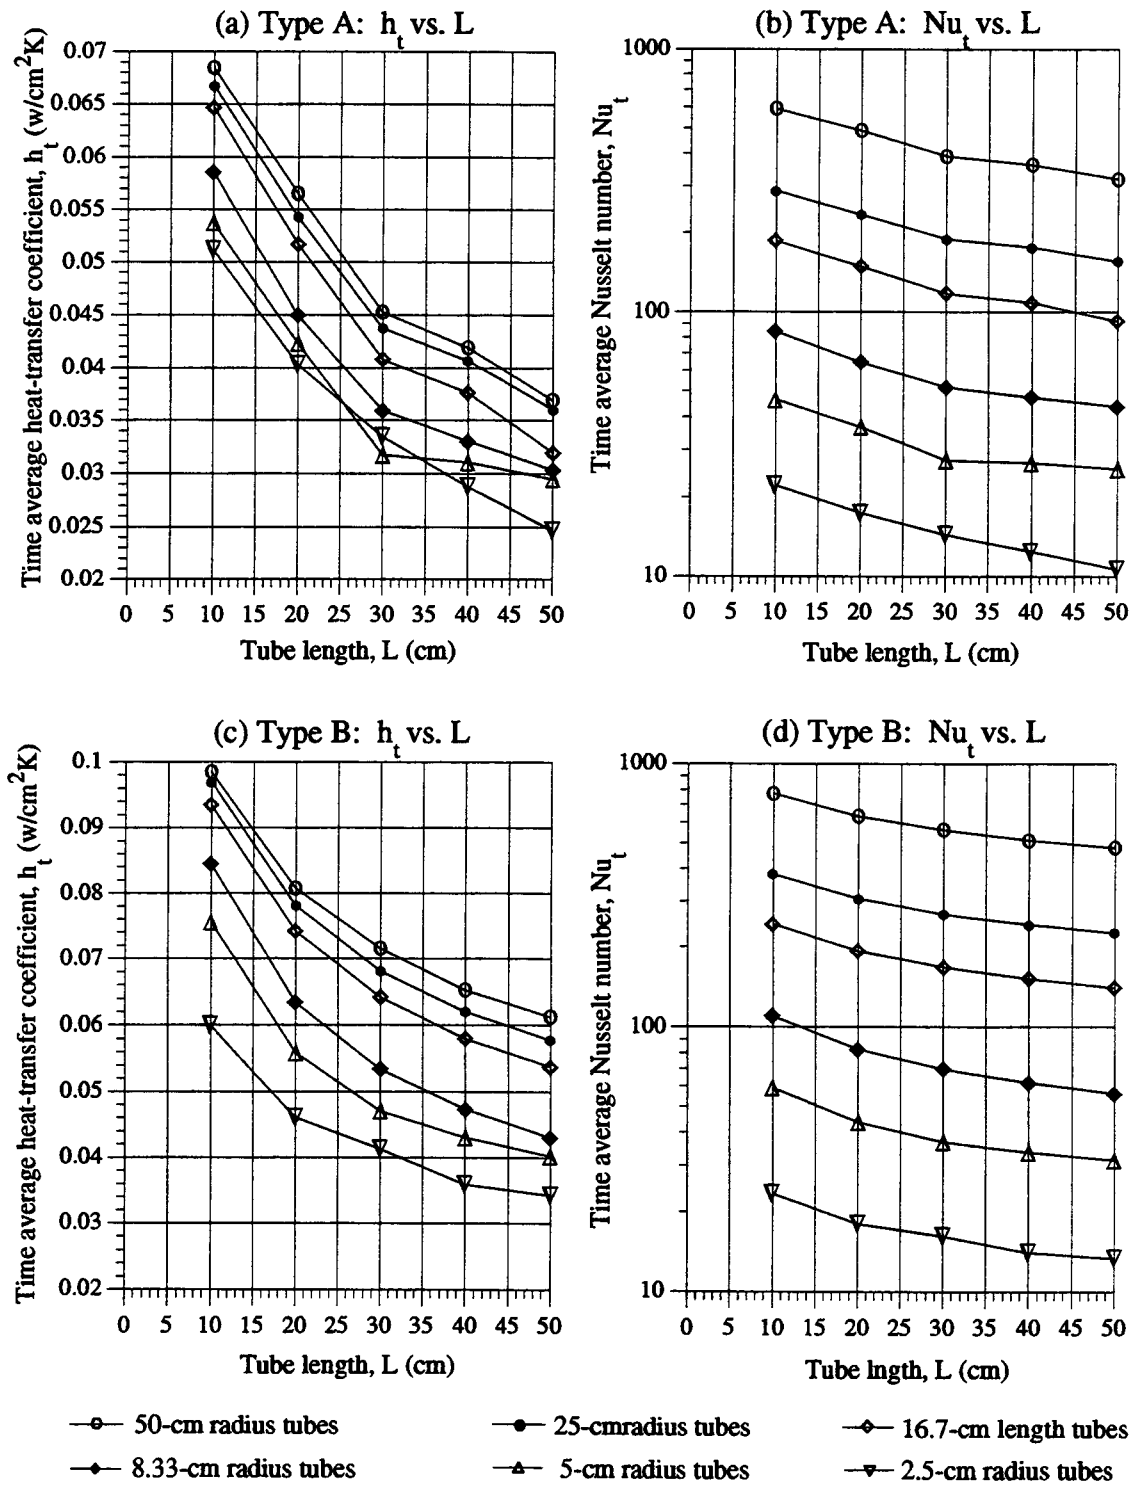 (a) Type A: ht vs. L
Time average heat-transfer coefficient, ht (w/cm2K)
0.07
0.065
0.06
0.055
0.05
0.045
0.04
0.035
0.03
0.025
0.02
0 5 10 15 20 25 30 35 40 45 50
Tube length, L (cm)
(b) Type A: Nut vs. L
Time average Nusselt number, Nut
1000
100
10
0 5 10 15 20 25 30 35 40 45 50
Tube length, L (cm)
(c) Type B: ht vs. L
Time average heat-transfer coefficient, ht (w/cm2K)
0.1
0.09
0.08
0.07
0.06
0.05
0.04
0.03
0.02
0 5 10 15 20 25 30 35 40 45 50
Tube length, L (cm)
(d) Type B: Nut vs. L
Time average Nusselt number, Nut
1000
100
10
0 5 10 15 20 25 30 35 40 45 50
Tube lngth, L (cm)
50-cm radius tubes
25-cmradius tubes
16.7-cm length tubes
8.33-cm radius tubes
5-cm radius tubes
2.5-cm radius tubes